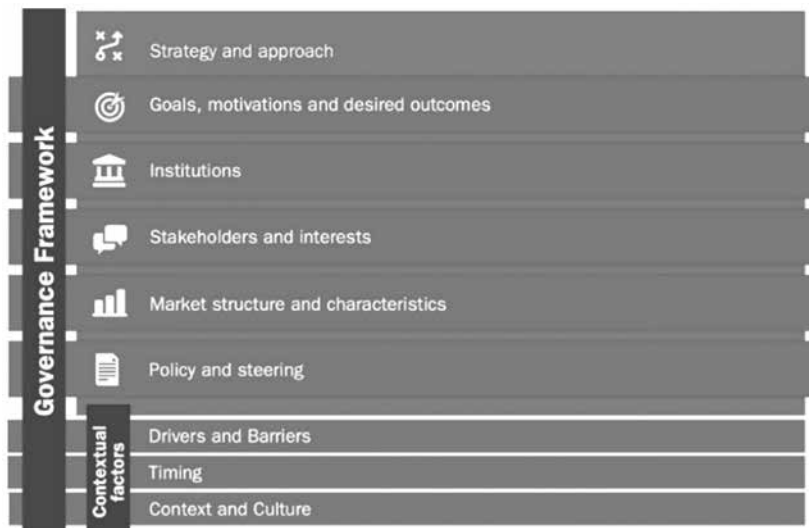 Governance Framework
Strategy and approach
Goals, motivations and desired outcomes
Institutions
Stakeholders and interests
Market structure and characteristics
Policy and steering
Contextual
factors
Drivers and Barriers
Timing
Context and Culture